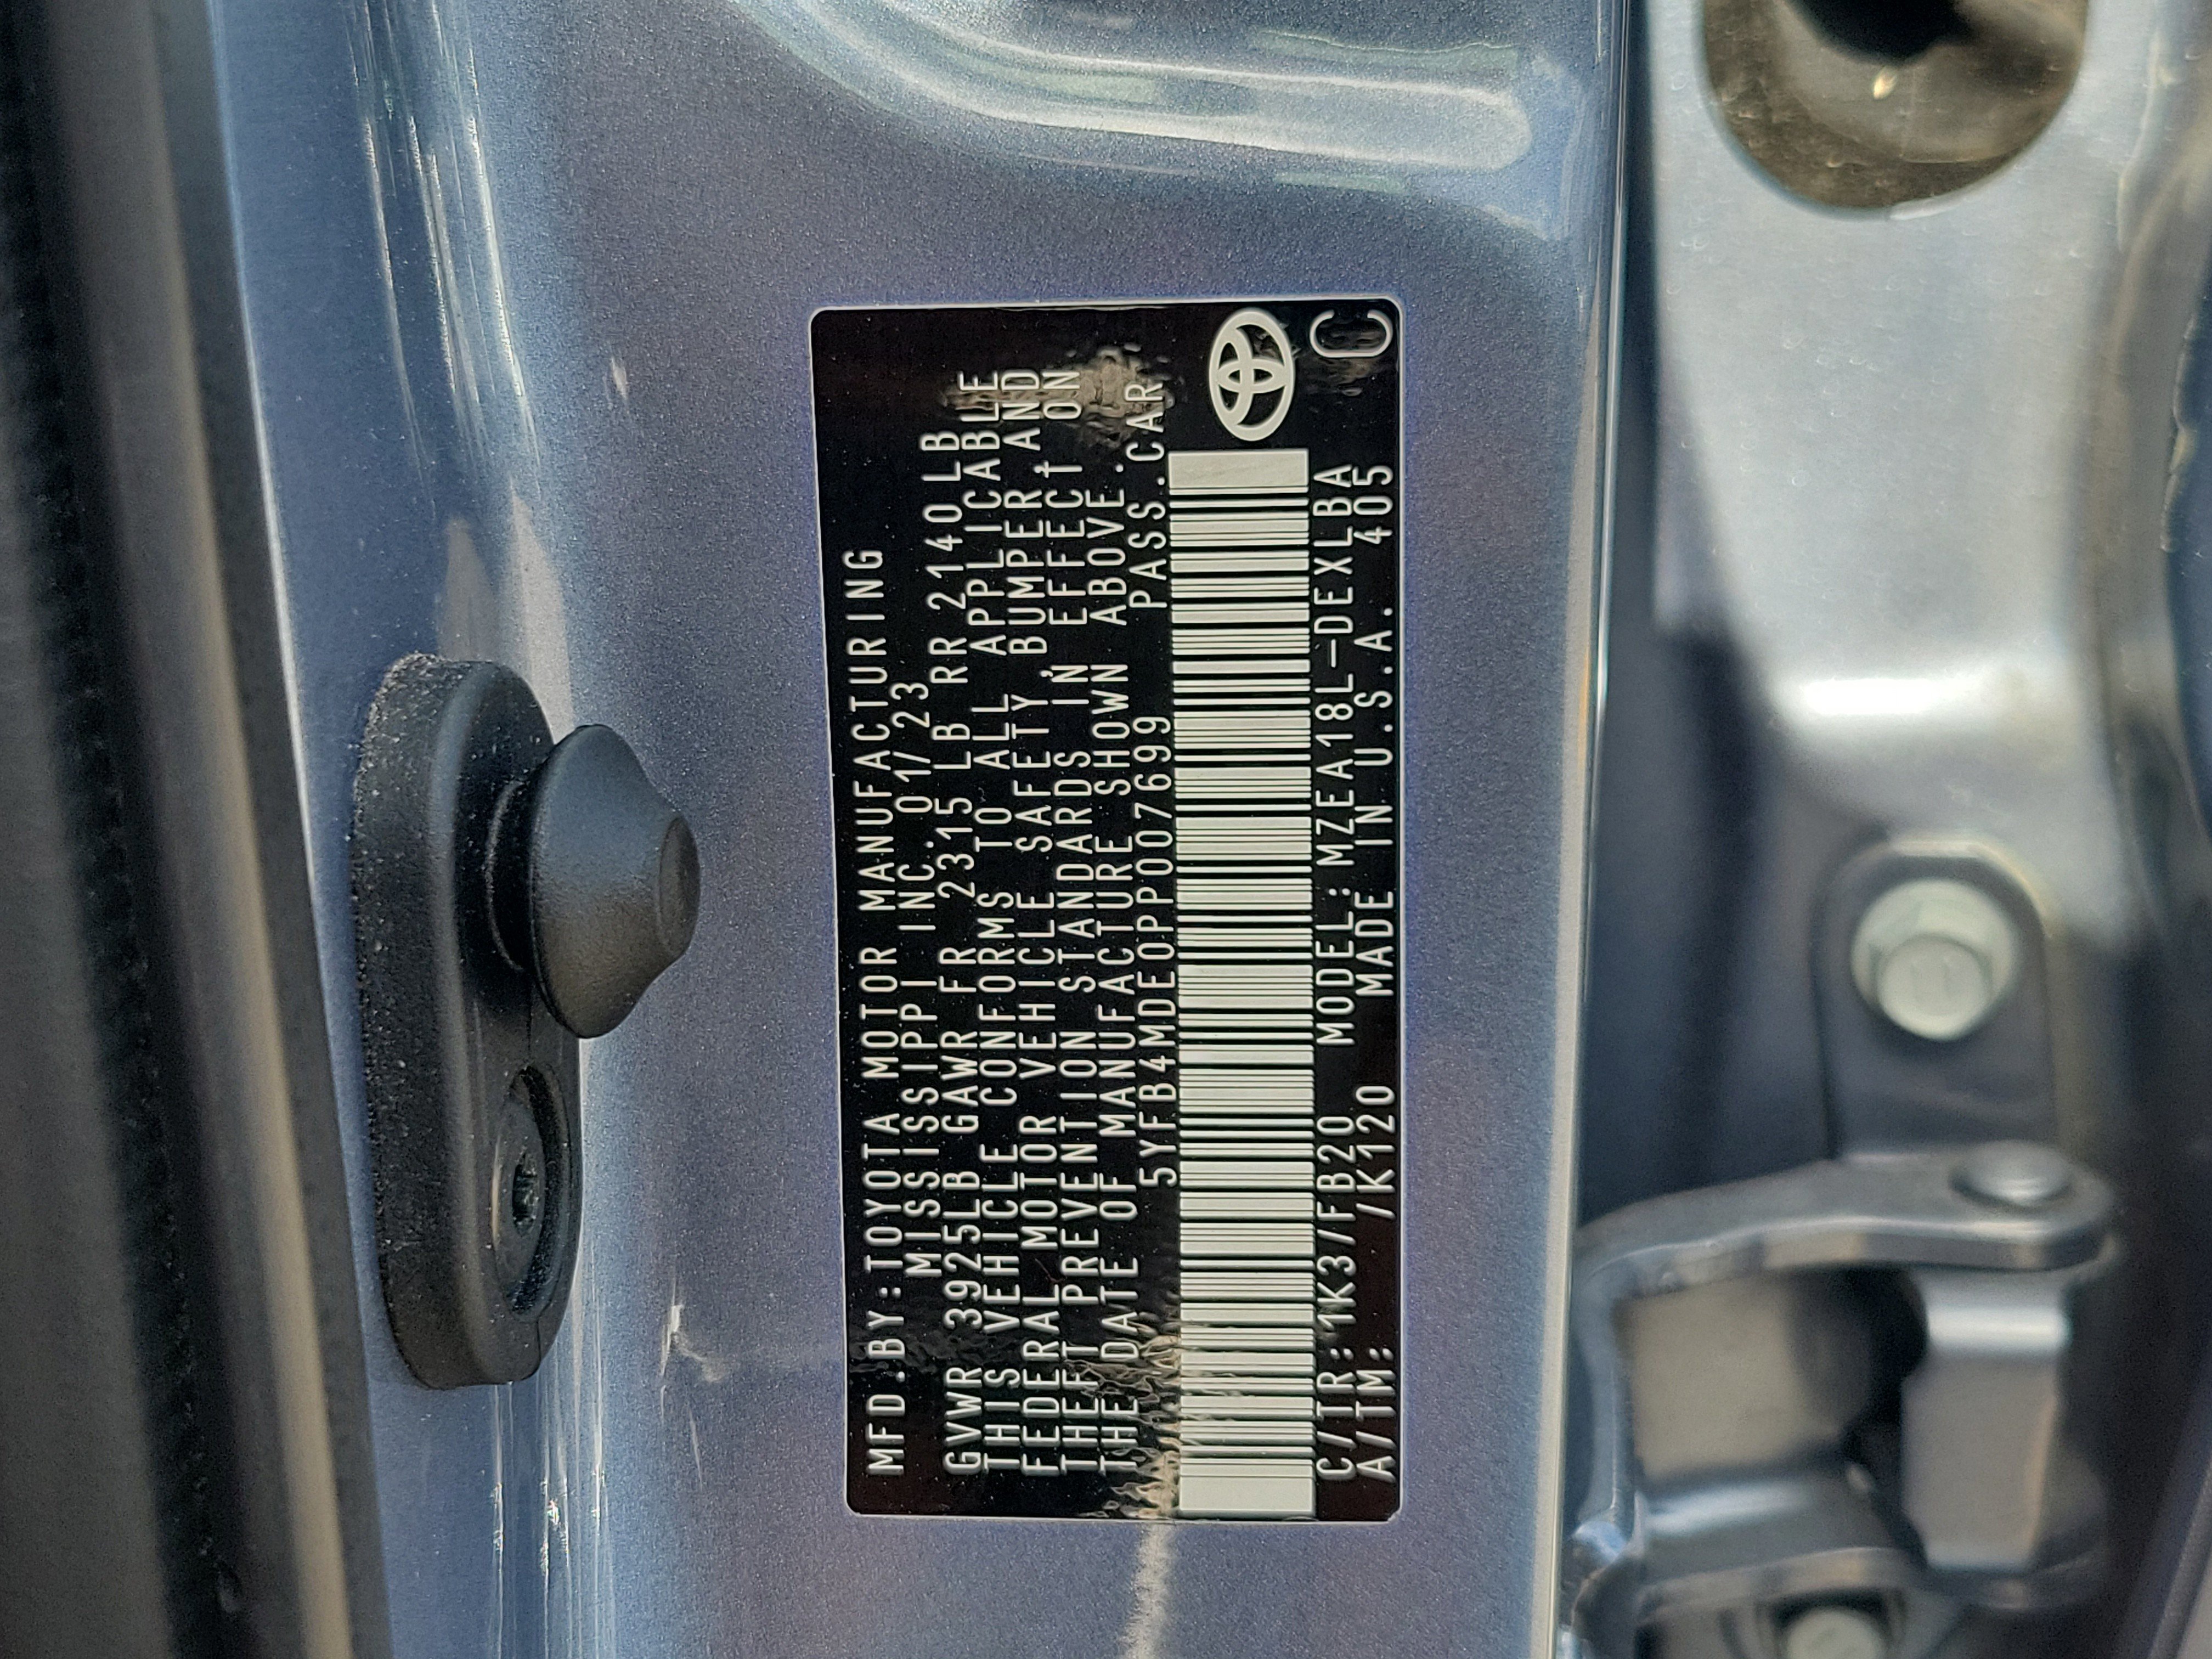 MFD.BY:TOYOTA MOTOR MANUFACTURING
MISSISSIPPI INC. 01/23
GVWR 3925LB GAWR FR 2315 LB RR 2140LB
THIS VEHICLE CONFORMS TO ALL APPLICABLE
FEDERAL MOTOR VEHICLE SAFETY, BUMPER AND
THEFT PREVENTION STANDARDS IN EFFECT ON
THE DATE OF MANUFACTURE SHOWN ABOVE.
5YFB4MDE0PP007699 PASS.CAR
C/TR: 1K3/FB20 MODEL:MZEA18L-DEXLBA
A/TM: /K120 MADE IN U.S.A. 405
C